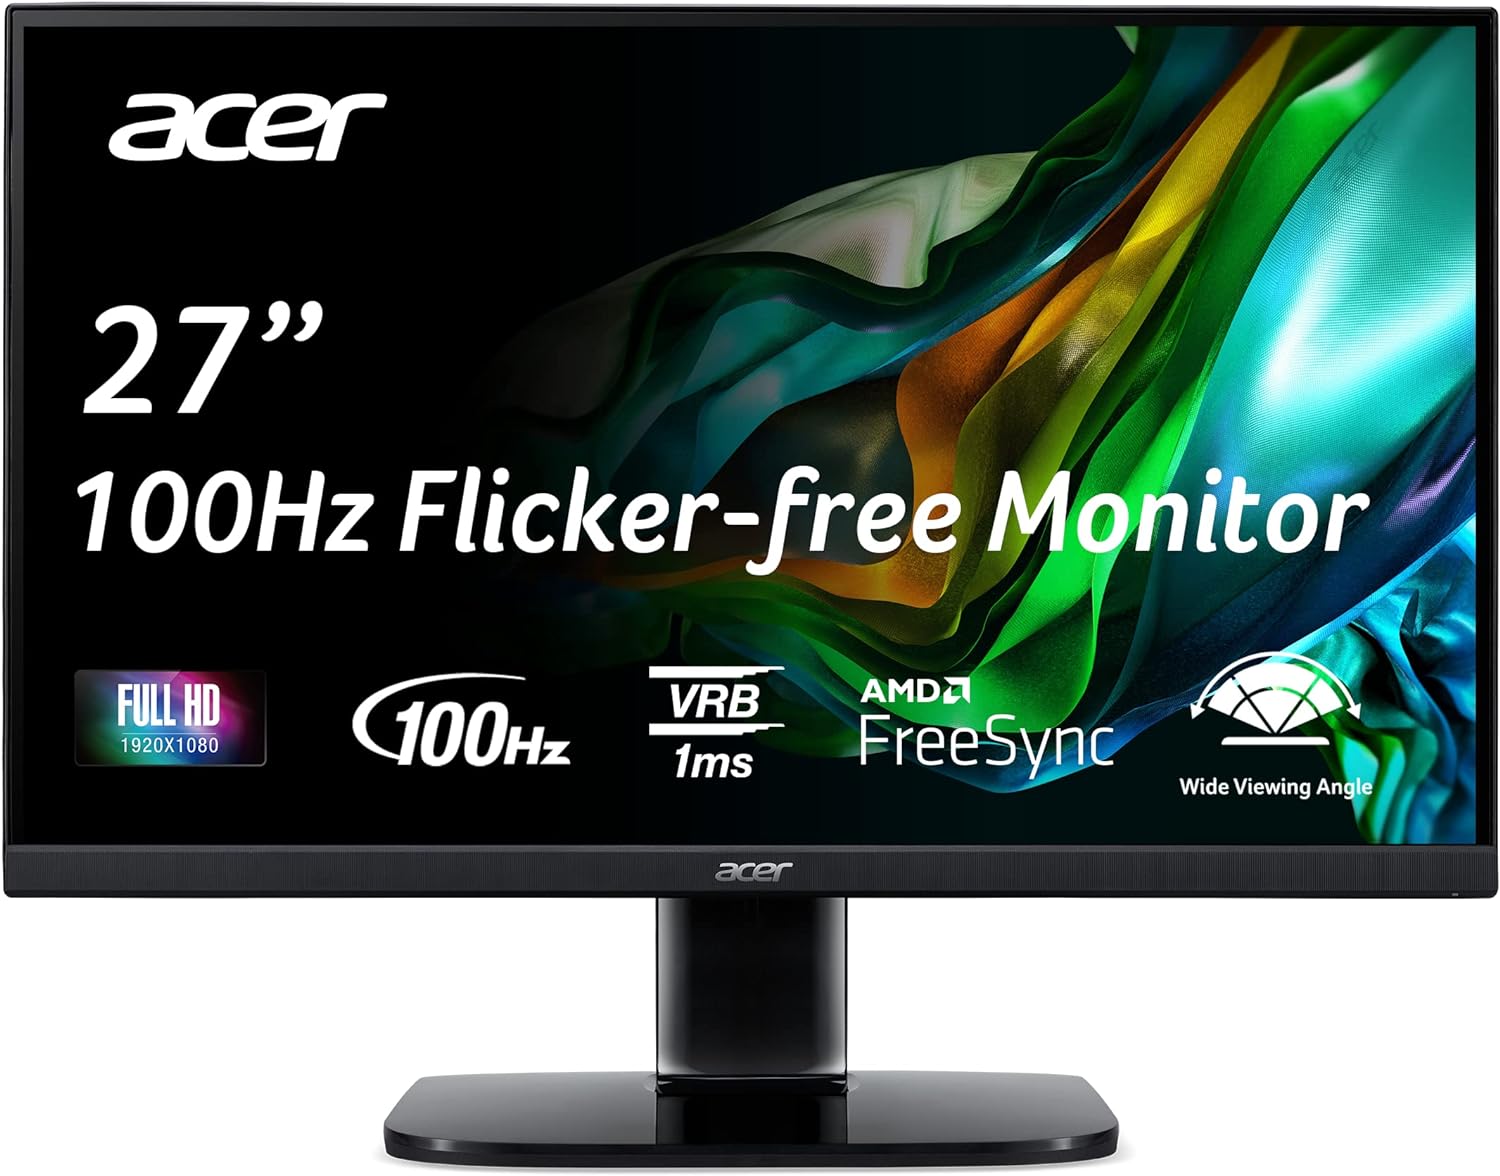 acer
27”
100Hz Flicker-free Monitor
FULL HD
1920X1080
100Hz
VRB
1ms
AMD
FreeSync
Wide Viewing Angle
acer